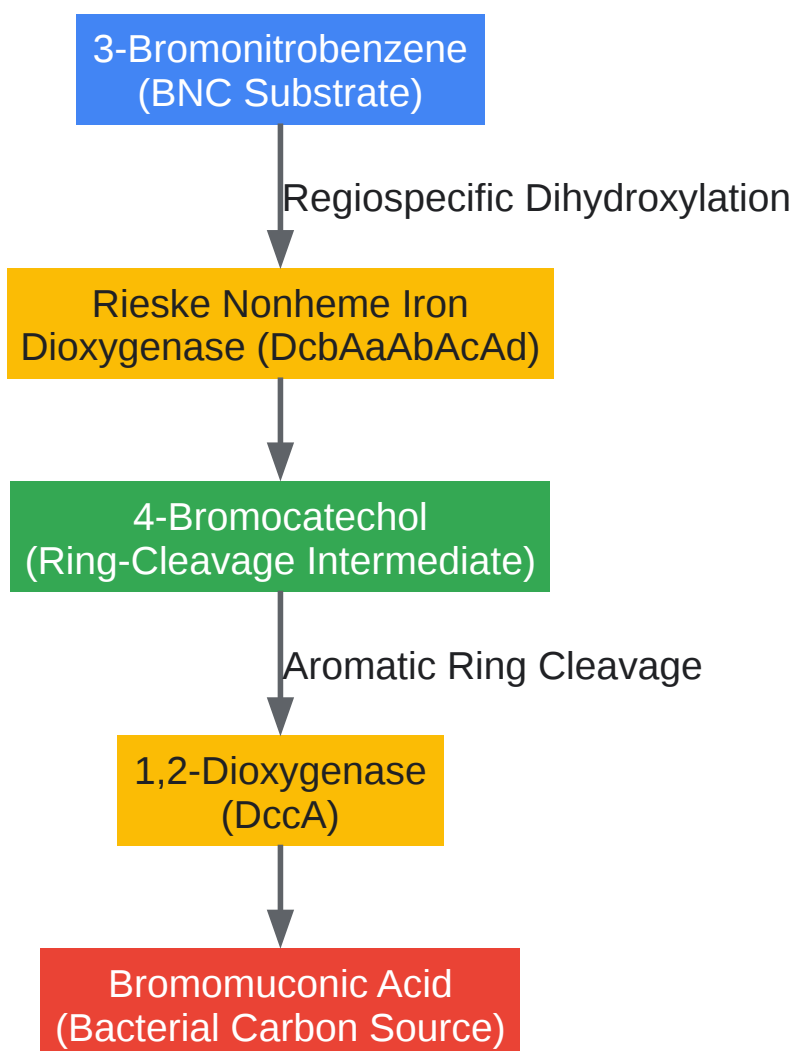 3-Bromonitrobenzene
(BNC Substrate)
Regiospecific Dihydroxylation
Rieske Nonheme Iron
Dioxygenase (DcbAaAbAcAd)
4-Bromocatechol
(Ring-Cleavage Intermediate)
Aromatic Ring Cleavage
1,2-Dioxygenase
(DccA)
Bromomuconic Acid
(Bacterial Carbon Source)